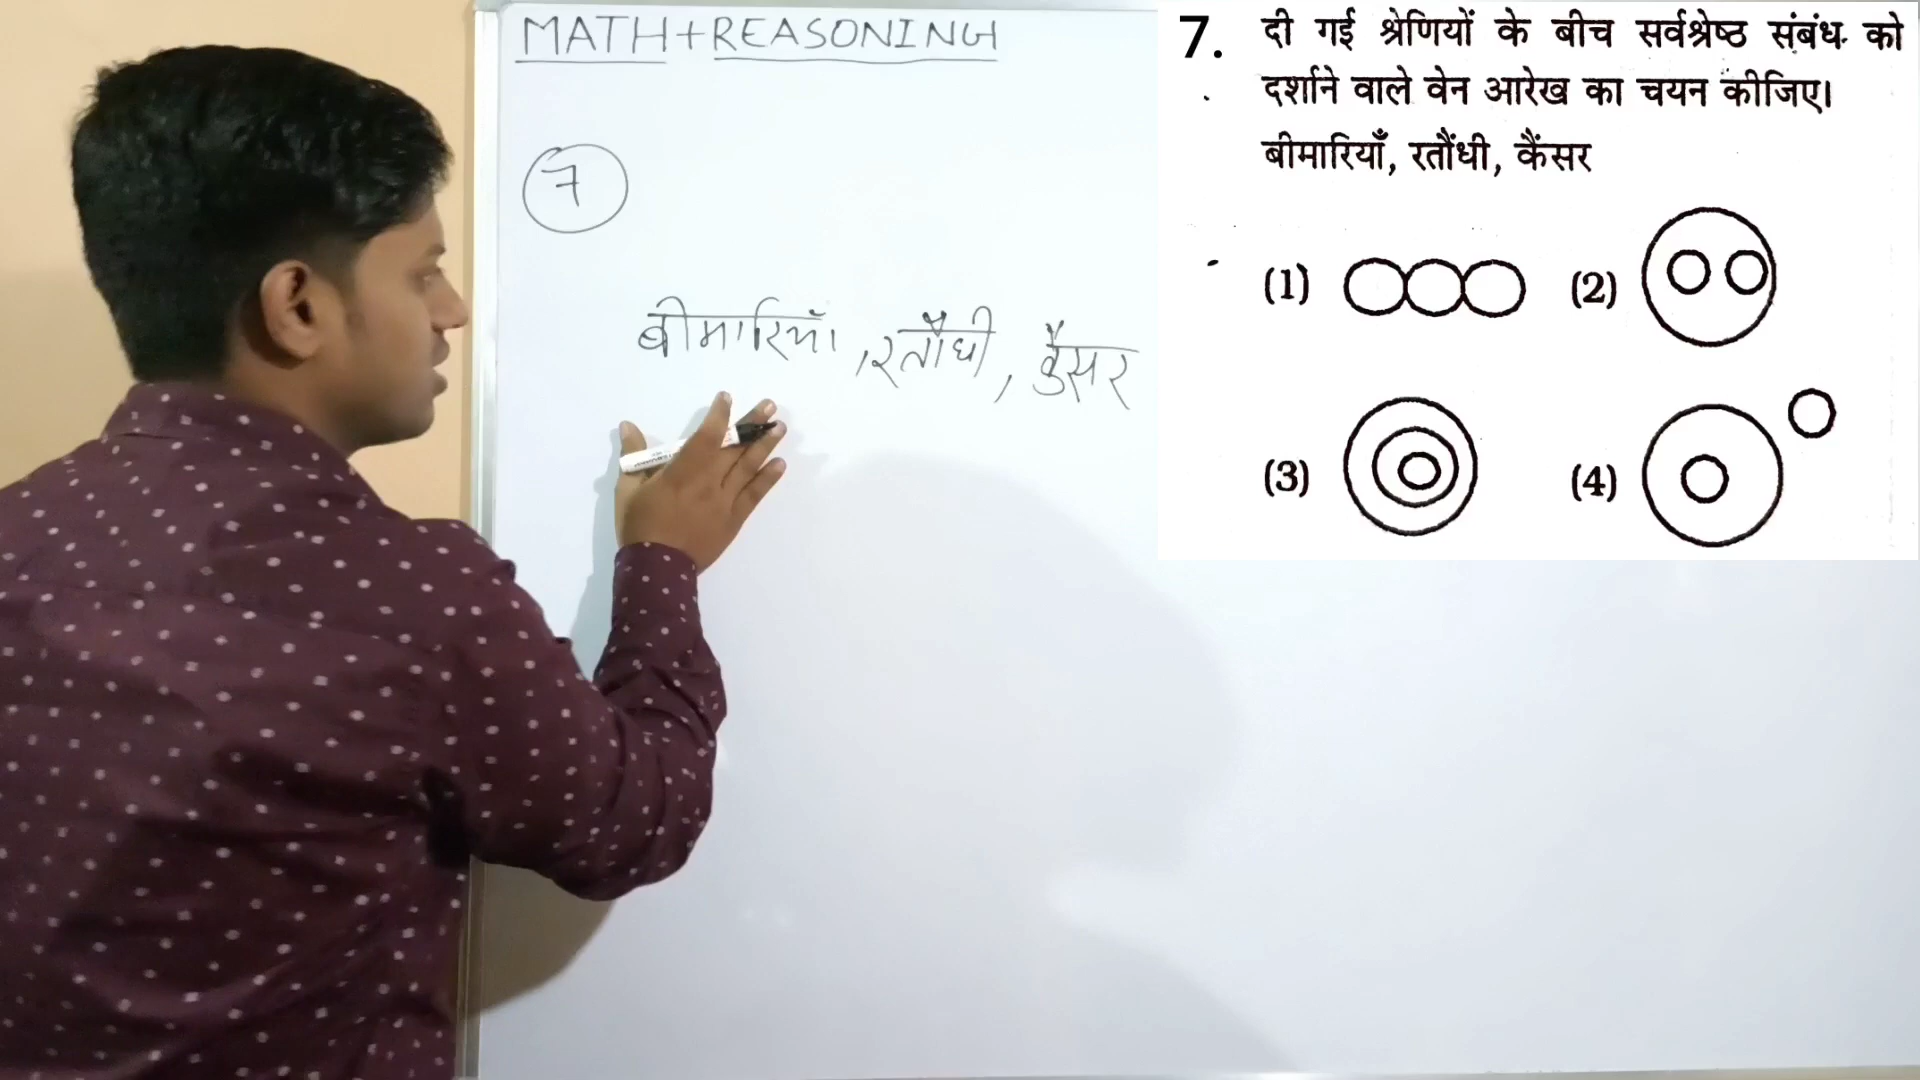 MATH+REASONING
7
बीमारियाँ, रतौंधी, कैंसर
7. दी गई श्रेणियों के बीच सर्वश्रेष्ठ संबंध को
दर्शाने वाले वेन आरेख का चयन कीजिए।
बीमारियाँ, रतौंधी, कैंसर
(1) (2)
(3) (4)